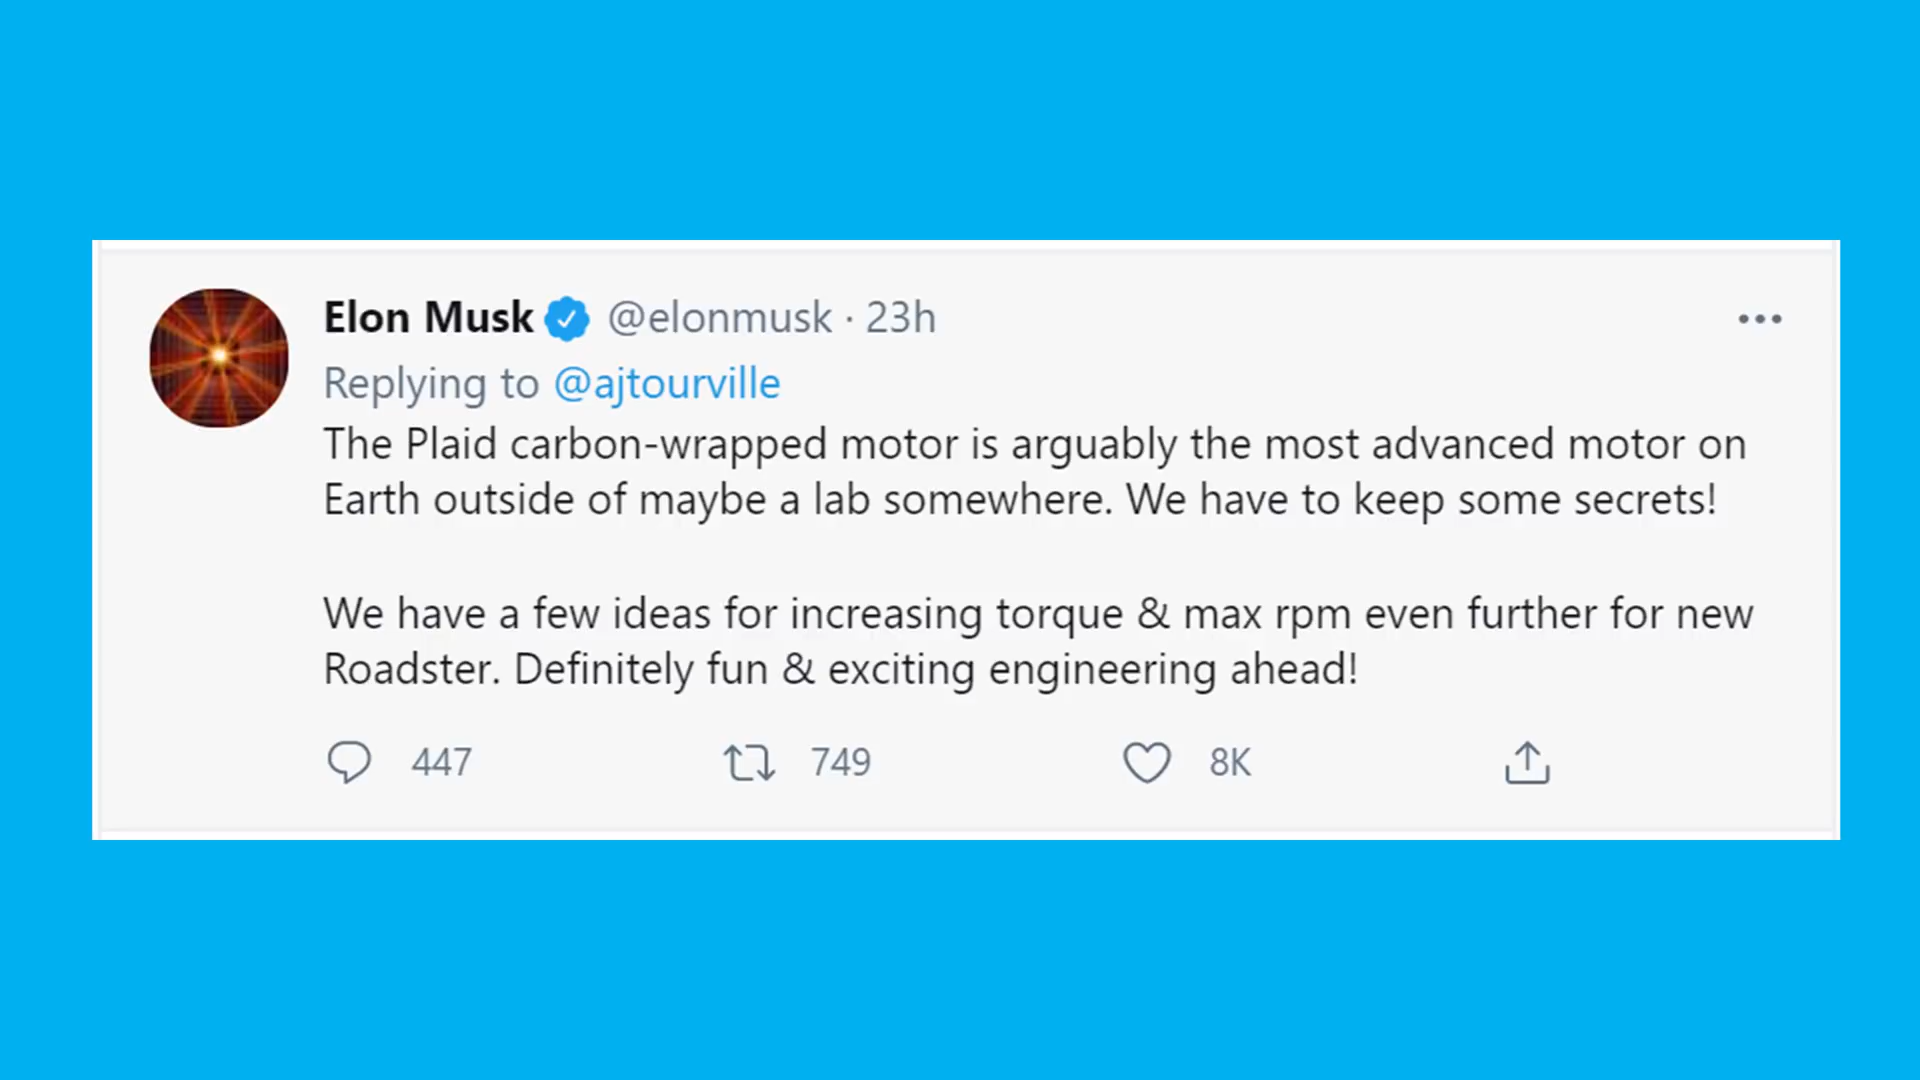 Elon Musk @elonmusk · 23h
Replying to @ajtourville
The Plaid carbon-wrapped motor is arguably the most advanced motor on
Earth outside of maybe a lab somewhere. We have to keep some secrets!
We have a few ideas for increasing torque & max rpm even further for new
Roadster. Definitely fun & exciting engineering ahead!
447 749 8K